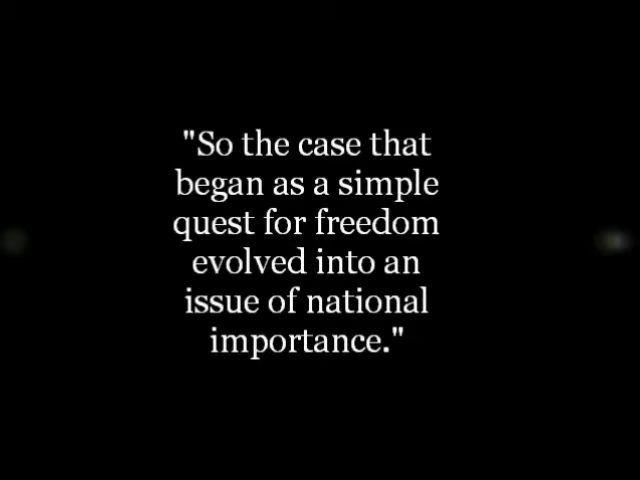 "So the case that
began as a simple
quest for freedom
evolved into an
issue of national
importance."